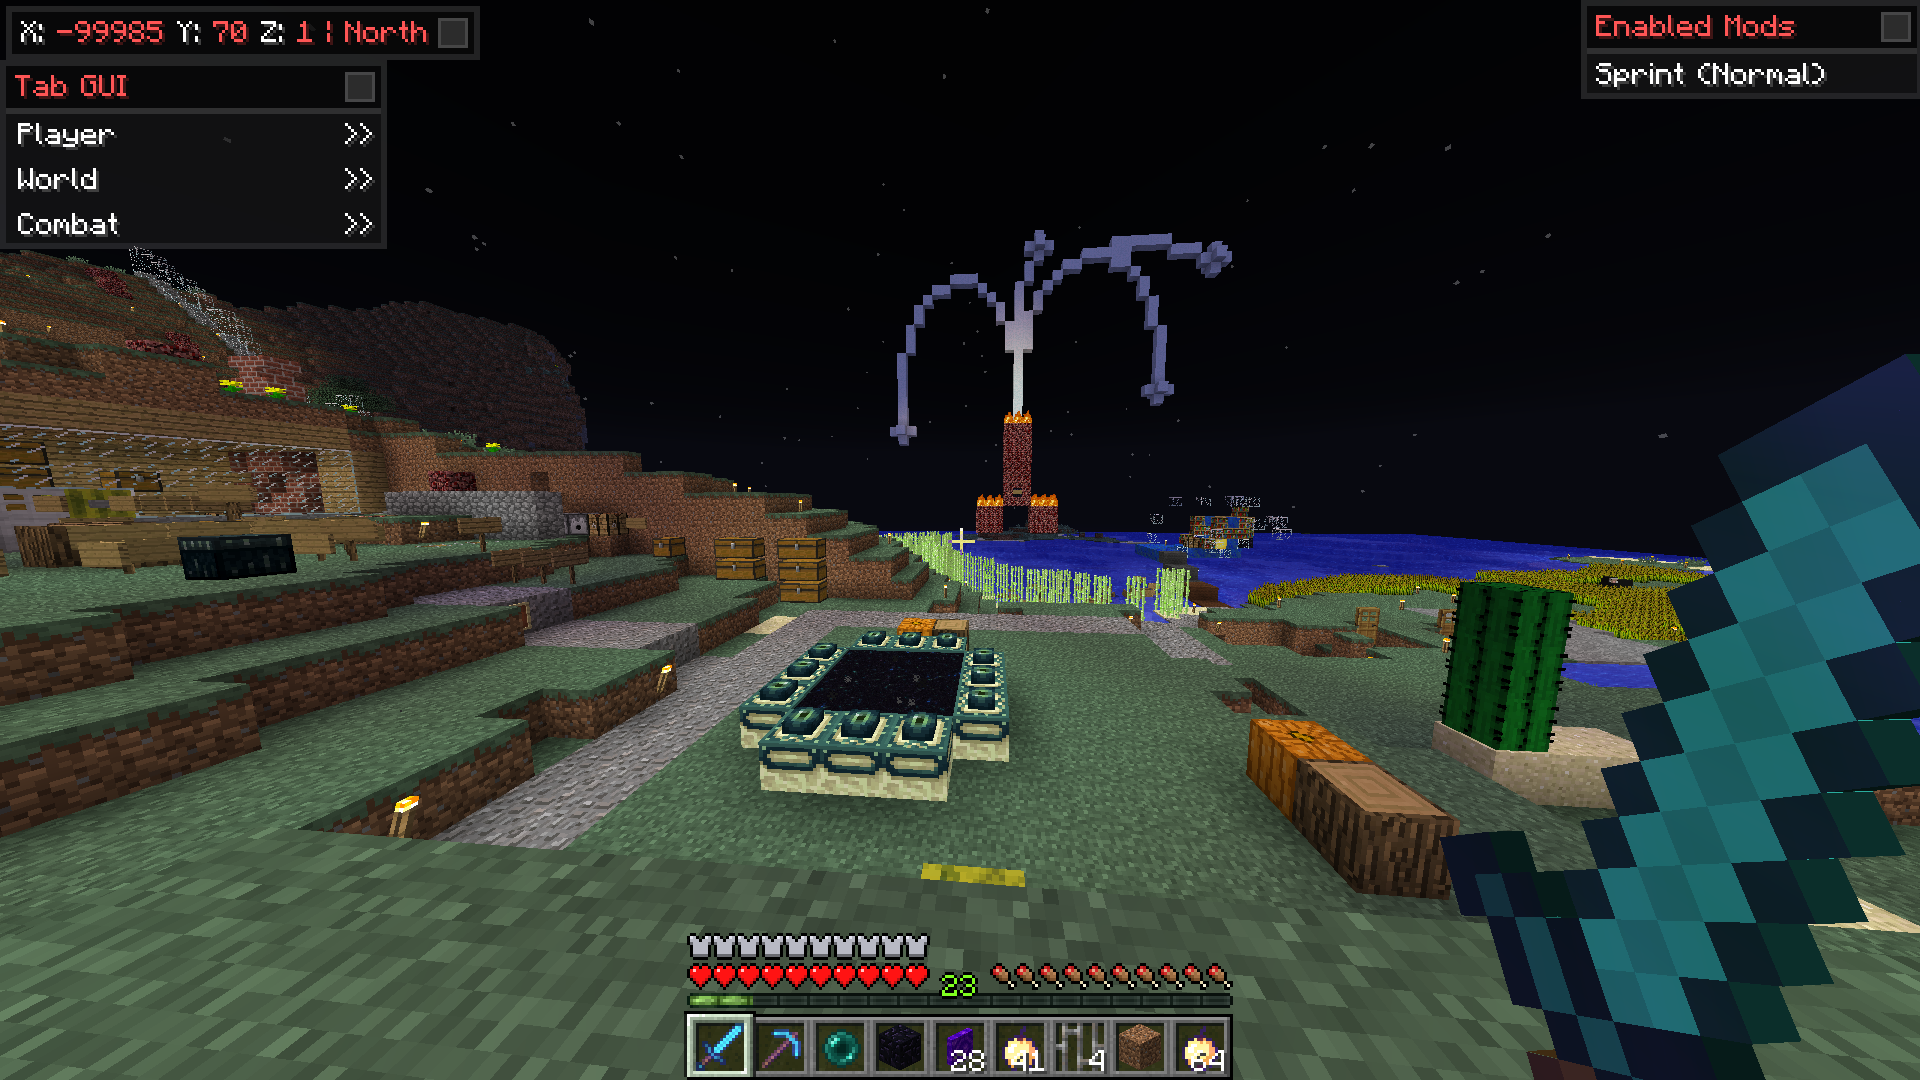 X: -99985 Y: 70 Z: 1 | North
Tab GUI
Player >>
World >>
Combat >>
Enabled Mods
Sprint (Normal)
23
28 41 4 64